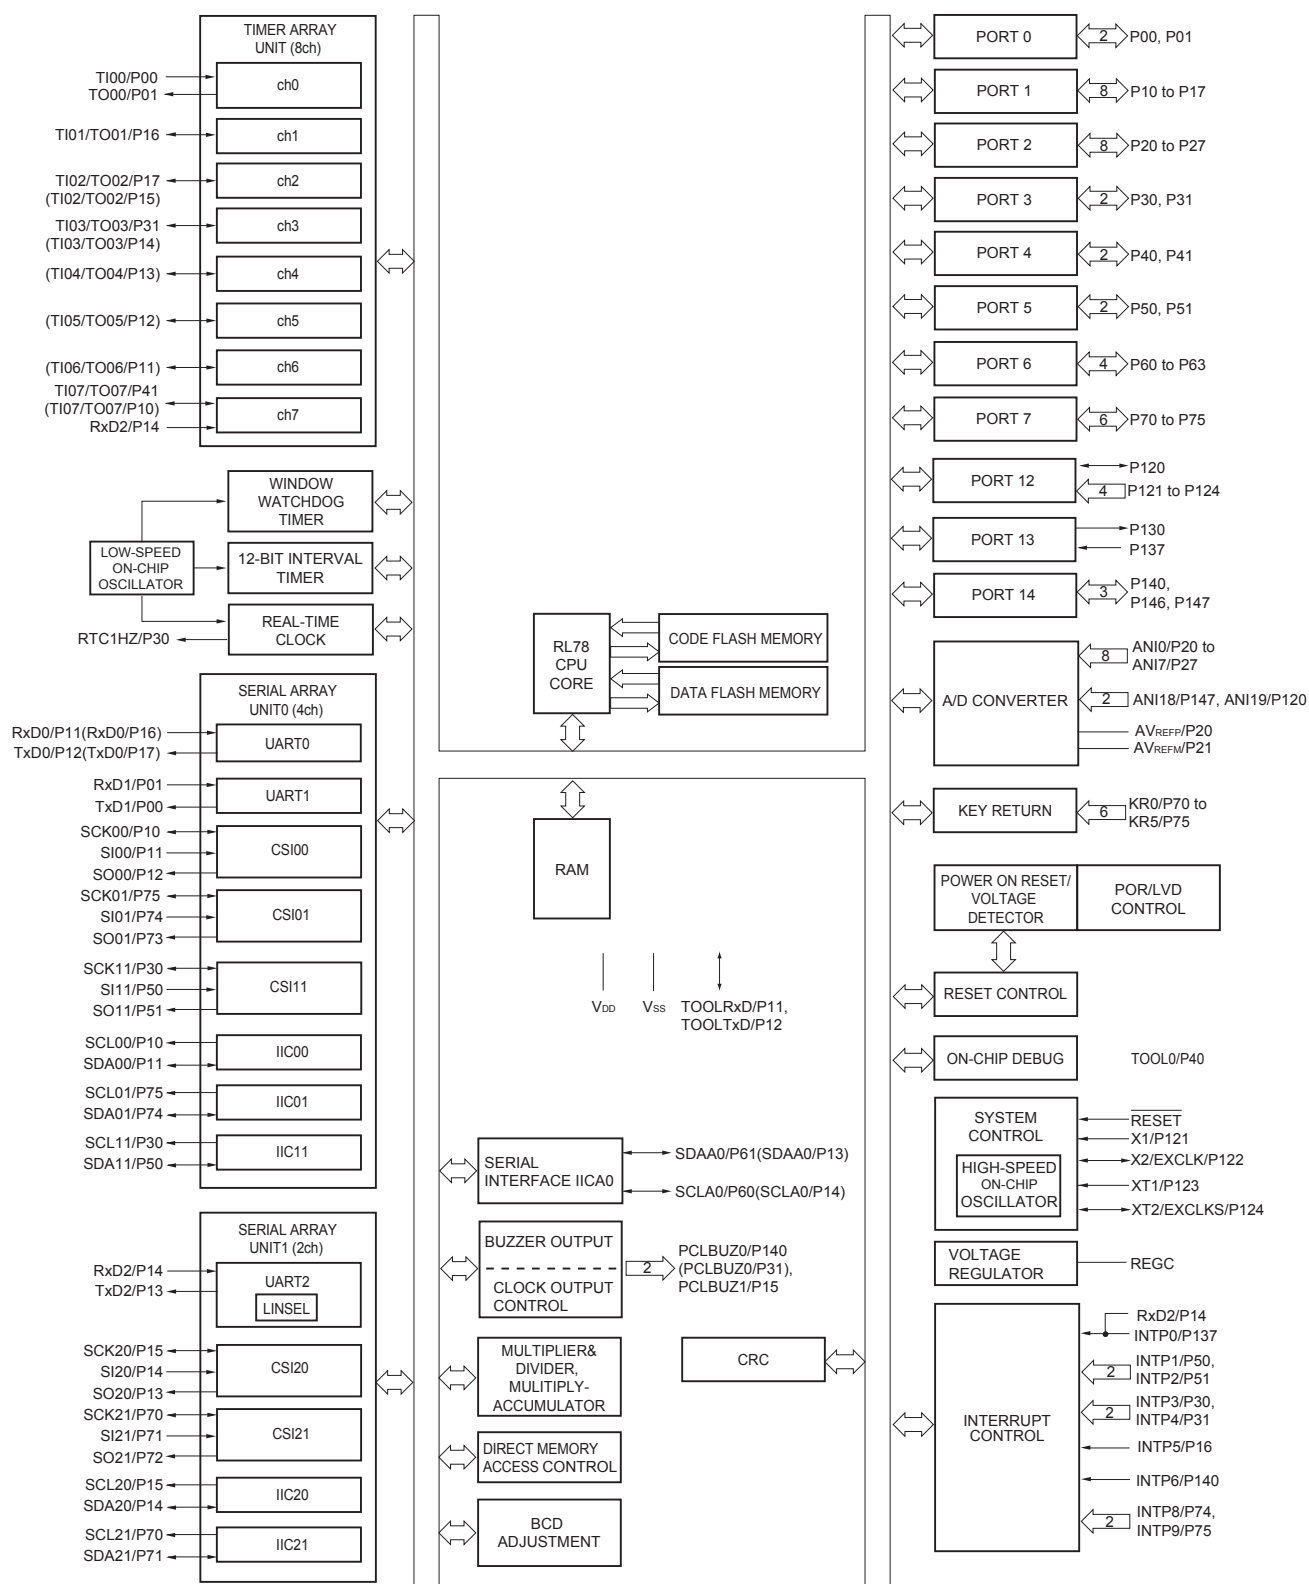 TIMER ARRAY
UNIT (8ch)
ch0
TI00/P00
TO00/P01
ch1
TI01/TO01/P16
ch2
TI02/TO02/P17
(TI02/TO02/P15)
ch3
TI03/TO03/P31
(TI03/TO03/P14)
ch4
(TI04/TO04/P13)
ch5
(TI05/TO05/P12)
ch6
(TI06/TO06/P11)
ch7
TI07/TO07/P41
(TI07/TO07/P10)
RxD2/P14
WINDOW
WATCHDOG
TIMER
LOW-SPEED
ON-CHIP
OSCILLATOR
12-BIT INTERVAL
TIMER
REAL-TIME
CLOCK
RTC1HZ/P30
SERIAL ARRAY
UNIT0 (4ch)
UART0
RxD0/P11(RxD0/P16)
TxD0/P12(TxD0/P17)
UART1
RxD1/P01
TxD1/P00
CSI00
SCK00/P10
SI00/P11
SO00/P12
CSI01
SCK01/P75
SI01/P74
SO01/P73
CSI11
SCK11/P30
SI11/P50
SO11/P51
IIC00
SCL00/P10
SDA00/P11
IIC01
SCL01/P75
SDA01/P74
IIC11
SCL11/P30
SDA11/P50
SERIAL ARRAY
UNIT1 (2ch)
UART2
LINSEL
RxD2/P14
TxD2/P13
CSI20
SCK20/P15
SI20/P14
SO20/P13
CSI21
SCK21/P70
SI21/P71
SO21/P72
IIC20
SCL20/P15
SDA20/P14
IIC21
SCL21/P70
SDA21/P71
RL78
CPU
CORE
CODE FLASH MEMORY
DATA FLASH MEMORY
RAM
VDD
VSS
TOOLRxD/P11,
TOOLTxD/P12
SERIAL
INTERFACE IICA0
SDAA0/P61(SDAA0/P13)
SCLA0/P60(SCLA0/P14)
BUZZER OUTPUT
CLOCK OUTPUT
CONTROL
2
PCLBUZ0/P140
(PCLBUZ0/P31),
PCLBUZ1/P15
MULTIPLIER&
DIVIDER,
MULITIPLY-
ACCUMULATOR
CRC
DIRECT MEMORY
ACCESS CONTROL
BCD
ADJUSTMENT
PORT 0
2
P00, P01
PORT 1
8
P10 to P17
PORT 2
8
P20 to P27
PORT 3
2
P30, P31
PORT 4
2
P40, P41
PORT 5
2
P50, P51
PORT 6
4
P60 to P63
PORT 7
6
P70 to P75
PORT 12
P120
4
P121 to P124
PORT 13
P130
P137
PORT 14
3
P140,
P146, P147
A/D CONVERTER
8
ANI0/P20 to
ANI7/P27
2
ANI18/P147, ANI19/P120
AVREFP/P20
AVREFM/P21
KEY RETURN
6
KR0/P70 to
KR5/P75
POWER ON RESET/
VOLTAGE
DETECTOR
POR/LVD
CONTROL
RESET CONTROL
ON-CHIP DEBUG
TOOL0/P40
SYSTEM
CONTROL
HIGH-SPEED
ON-CHIP
OSCILLATOR
RESET
X1/P121
X2/EXCLK/P122
XT1/P123
XT2/EXCLKS/P124
VOLTAGE
REGULATOR
REGC
INTERRUPT
CONTROL
RxD2/P14
INTP0/P137
2
INTP1/P50,
INTP2/P51
2
INTP3/P30,
INTP4/P31
INTP5/P16
INTP6/P140
2
INTP8/P74,
INTP9/P75